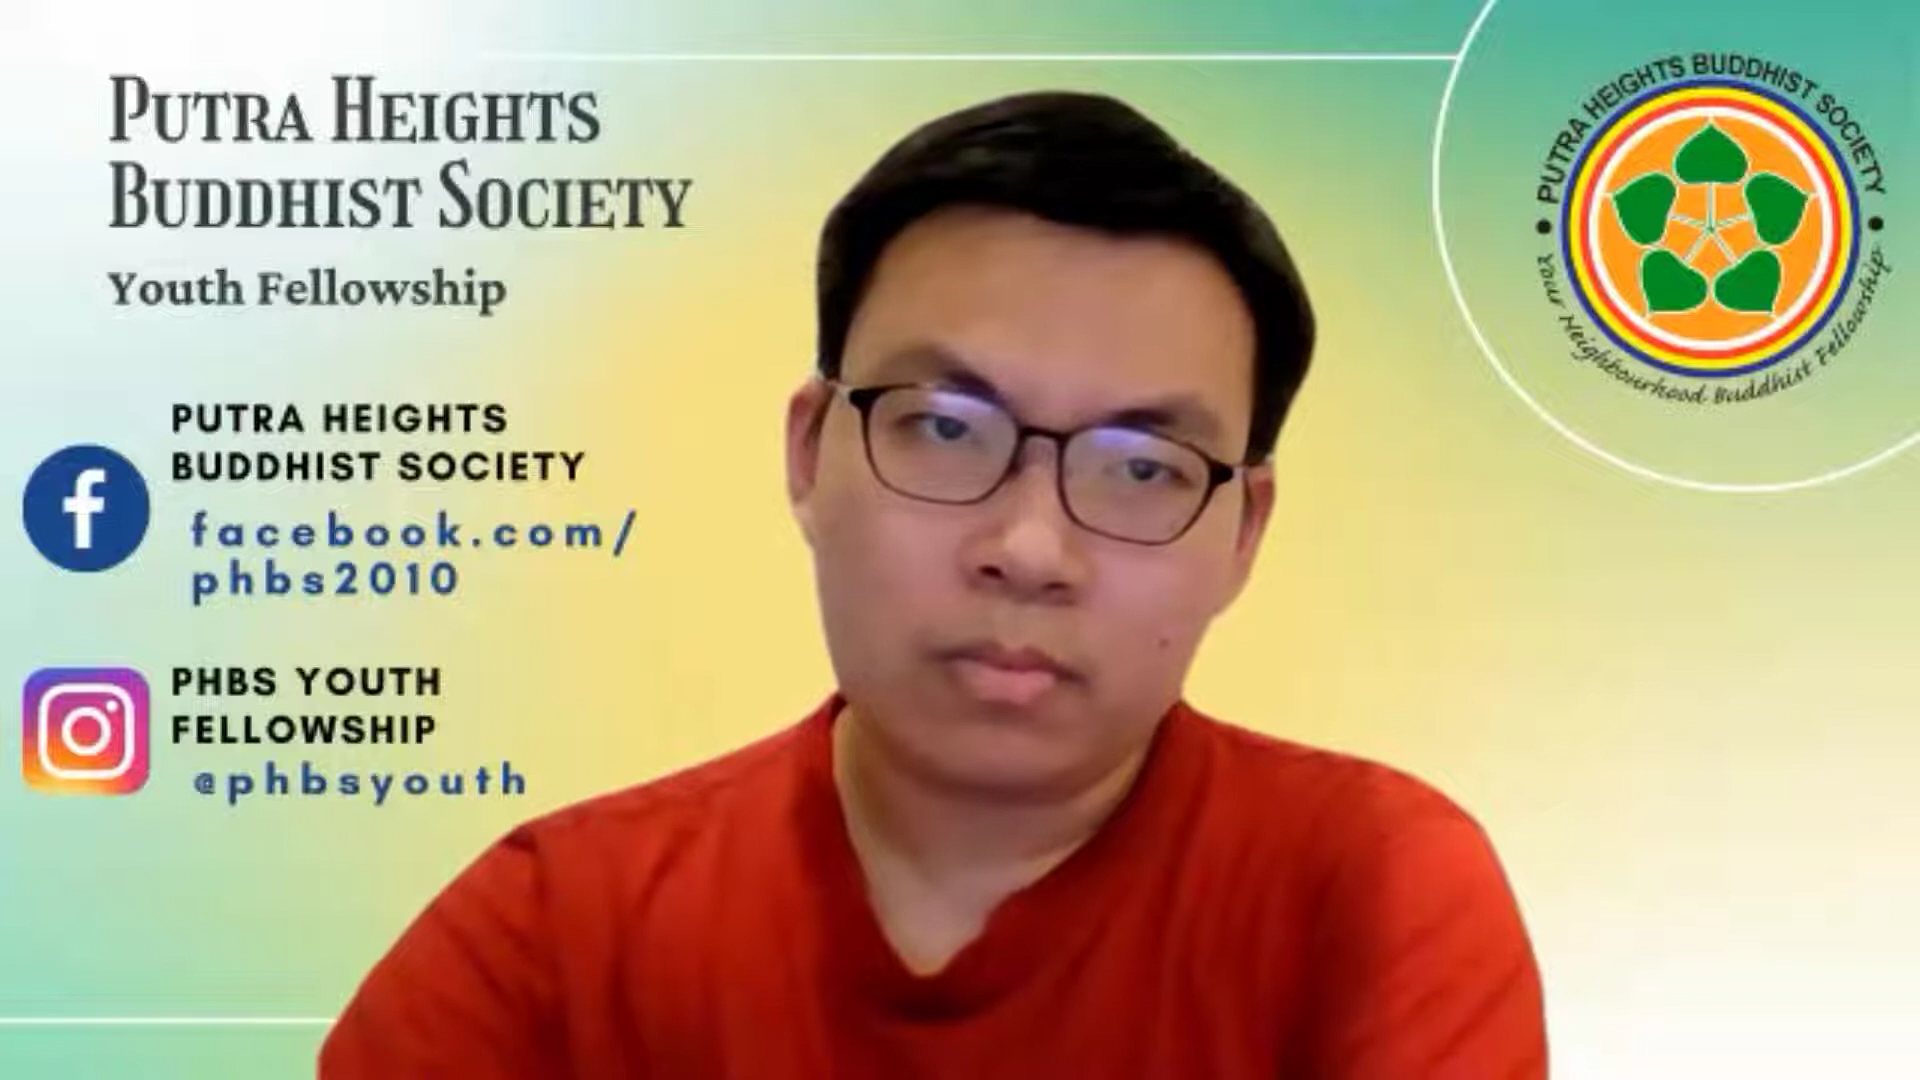 PUTRA HEIGHTS
BUDDHIST SOCIETY
Youth Fellowship
PUTRA HEIGHTS
BUDDHIST SOCIETY
facebook.com/
phbs2010
PHBS YOUTH
FELLOWSHIP
@phbsyouth
PUTRA HEIGHTS BUDDHIST SOCIETY
Your Neighbourhood Buddhist Fellowship